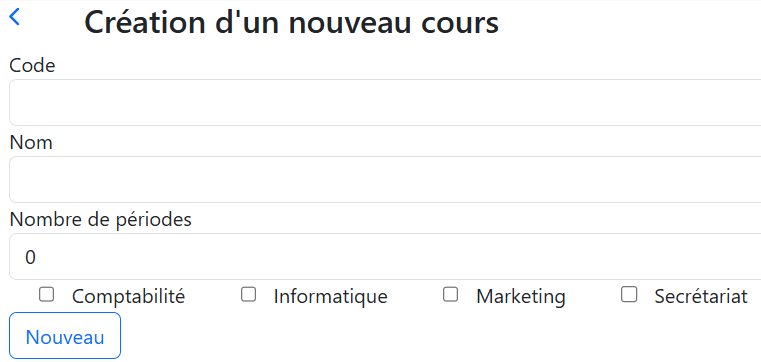 Création d'un nouveau cours
Code
Nom
Nombre de périodes
0
Comptabilité Informatique Marketing Secrétariat
Nouveau